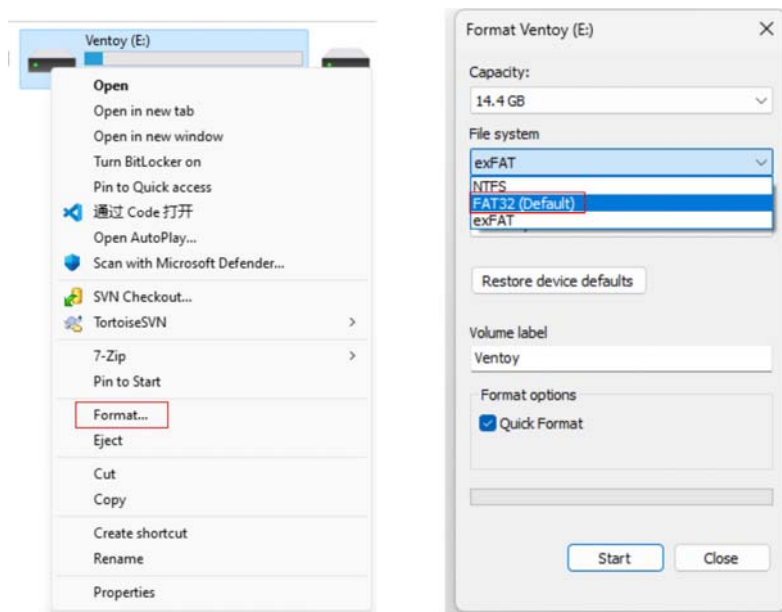 Ventoy (E:)
Open
Open in new tab
Open in new window
Turn BitLocker on
Pin to Quick access
通过 Code 打开
Open AutoPlay...
Scan with Microsoft Defender...
SVN Checkout...
TortoiseSVN
7-Zip
Pin to Start
Format...
Eject
Cut
Copy
Create shortcut
Rename
Properties
Format Ventoy (E:)
Capacity:
14.4 GB
File system
exFAT
NTFS
FAT32 (Default)
exFAT
Restore device defaults
Volume label
Ventoy
Format options
Quick Format
Start Close